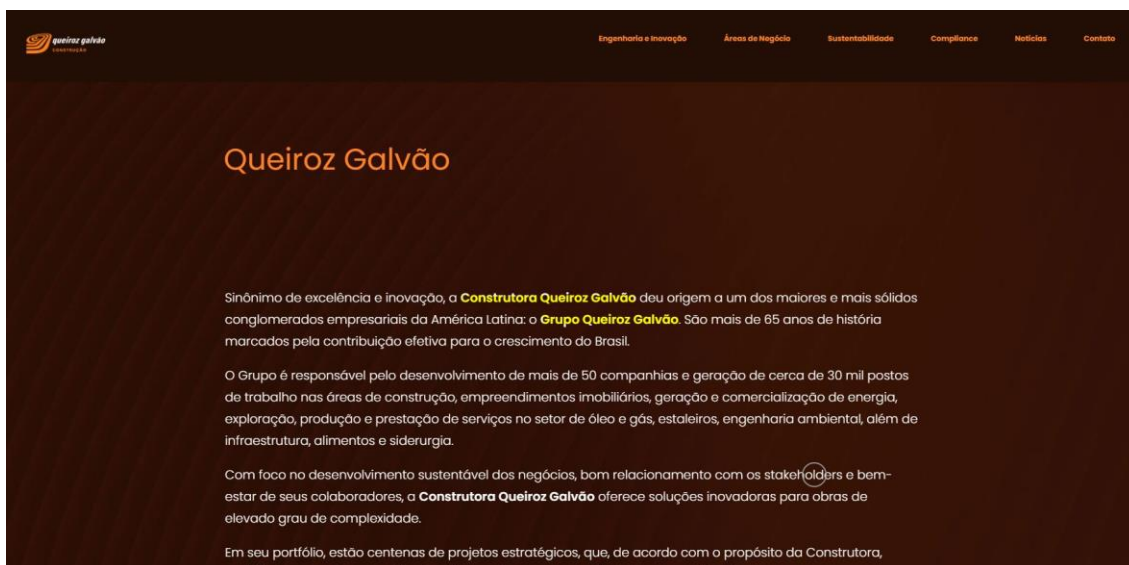 queiroz galvão
CONSTRUÇÃO
Engenharia e Inovação Áreas de Negócio Sustentabilidade Compliance Notícias Contato
Queiroz Galvão
Sinônimo de excelência e inovação, a Construtora Queiroz Galvão deu origem a um dos maiores e mais sólidos
conglomerados empresariais da América Latina: o Grupo Queiroz Galvão. São mais de 65 anos de história
marcados pela contribuição efetiva para o crescimento do Brasil.
O Grupo é responsável pelo desenvolvimento de mais de 50 companhias e geração de cerca de 30 mil postos
de trabalho nas áreas de construção, empreendimentos imobiliários, geração e comercialização de energia,
exploração, produção e prestação de serviços no setor de óleo e gás, estaleiros, engenharia ambiental, além de
infraestrutura, alimentos e siderurgia.
Com foco no desenvolvimento sustentável dos negócios, bom relacionamento com os stakeholders e bem-
estar de seus colaboradores, a Construtora Queiroz Galvão oferece soluções inovadoras para obras de
elevado grau de complexidade.
Em seu portfólio, estão centenas de projetos estratégicos, que, de acordo com o propósito da Construtora,